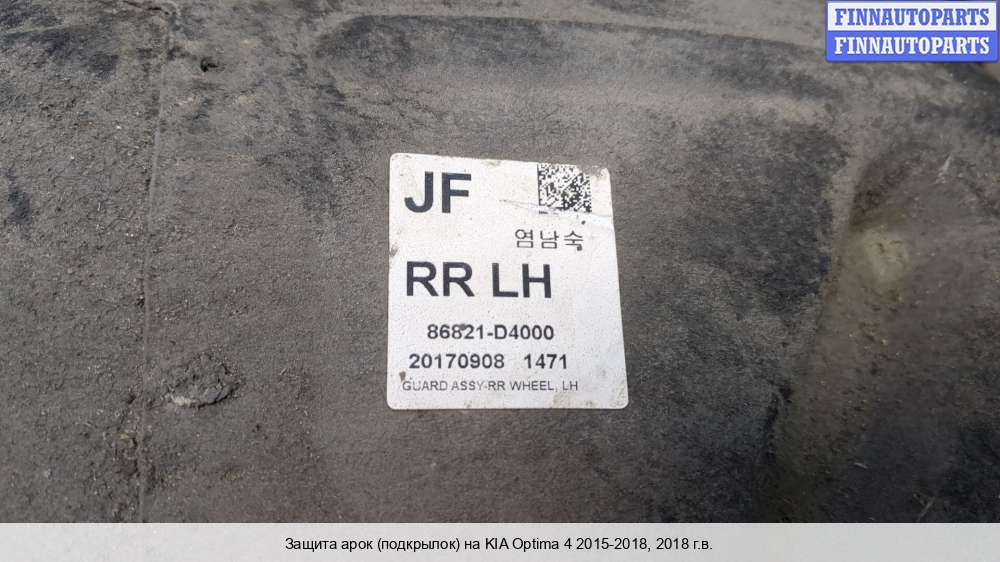 FINNAUTOPARTS
FINNAUTOPARTS
JF
염남숙
RR LH
86821-D4000
20170908 1471
GUARD ASSY-RR WHEEL, LH
Защита арок (подкрылок) на KIA Optima 4 2015-2018, 2018 г.в.